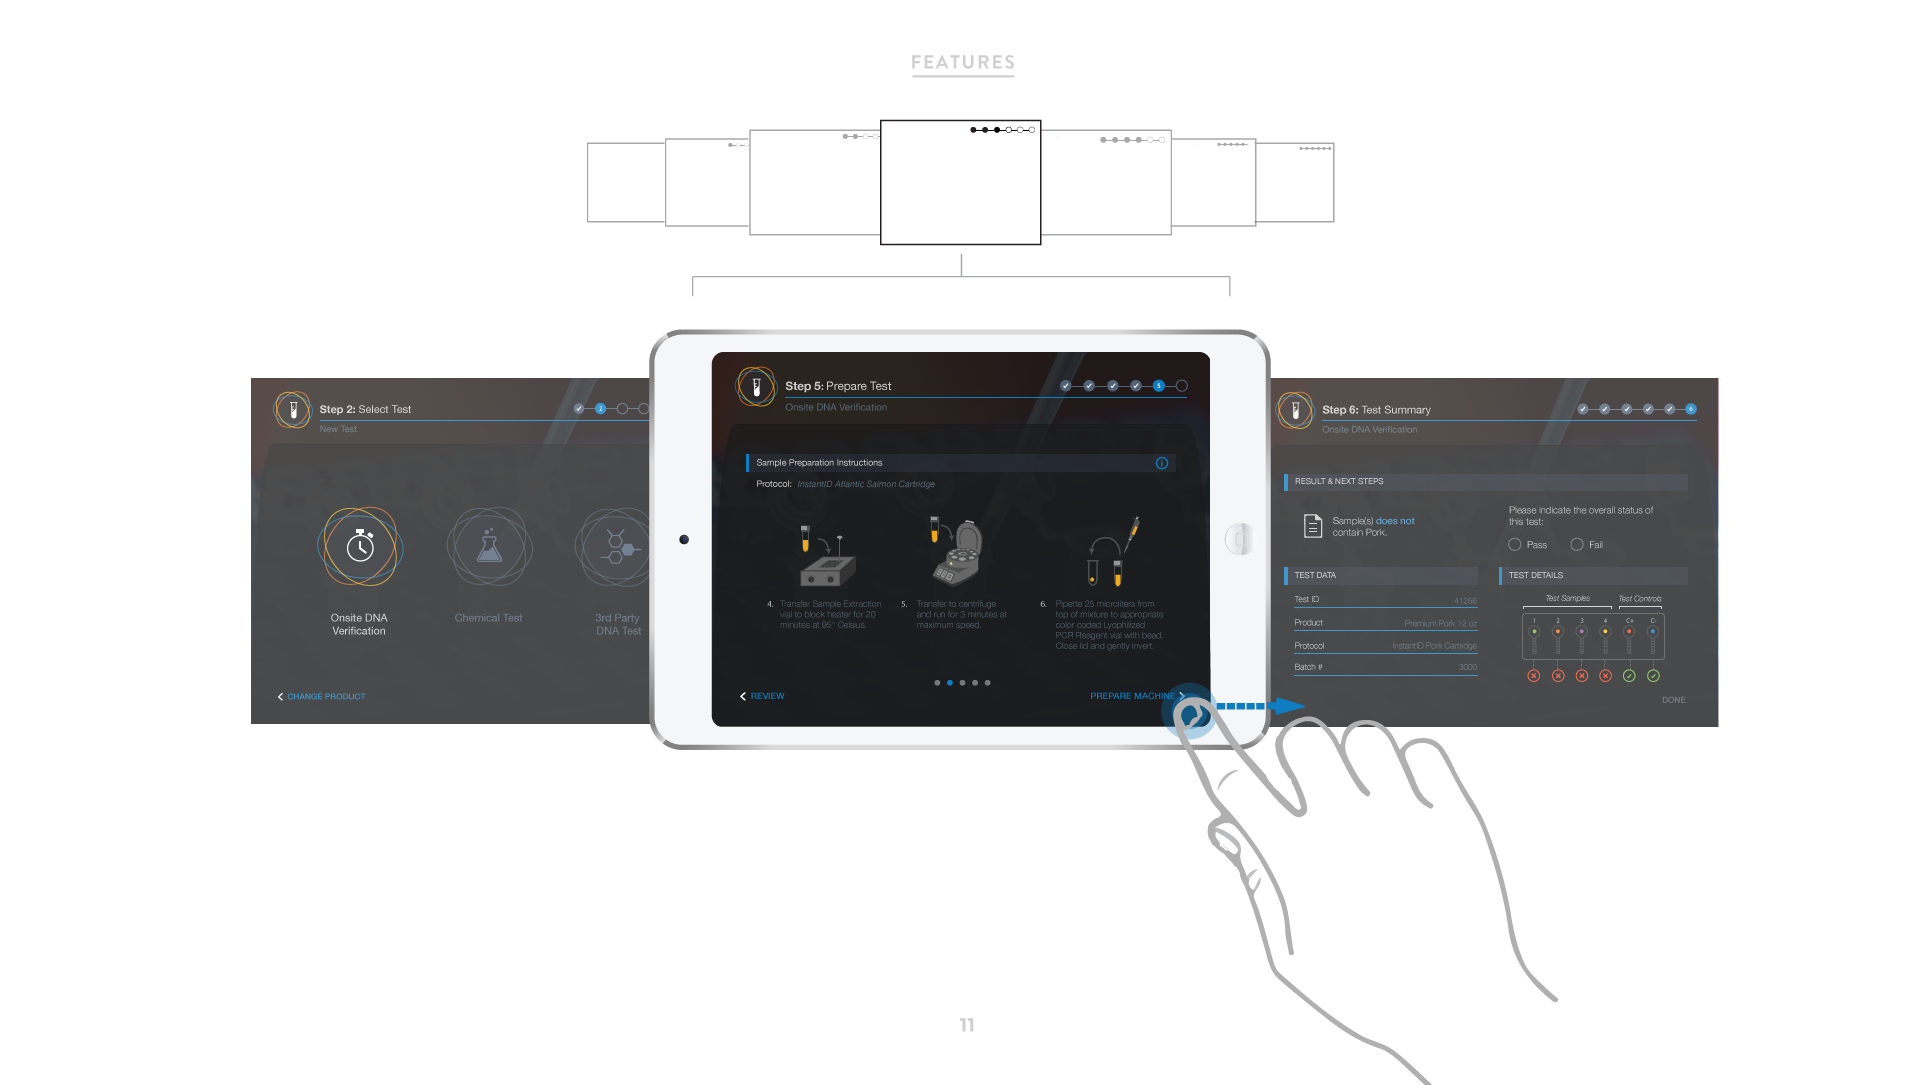 FEATURES
Step 2: Select Test
2
New Test
Onsite DNA
Verification
Chemical Test
3rd Party
DNA Test
CHANGE PRODUCT
Step 5: Prepare Test
5
Onsite DNA Verification
Sample Preparation Instructions
i
Protocol: InstantID Atlantic Salmon Cartridge
4. Transfer Sample Extraction
vial to block heater for 20
minutes at 95° Celsius.
5. Transfer to centrifuge
and run for 3 minutes at
maximum speed.
6. Pipette 25 microliters from
top of mixture to appropriate
color coded Lyophilized
PCR Reagent vial with bead.
Close lid and gently invert.
REVIEW
PREPARE MACHINE
Step 6: Test Summary
6
Onsite DNA Verification
RESULT & NEXT STEPS
Sample(s) does not
contain Pork.
Please indicate the overall status of
this test:
Pass
Fail
TEST DATA
Test ID 41256
Product Premium Pork 12 oz
Protocol InstantID Pork Cartridge
Batch # 3000
TEST DETAILS
Test Samples Test Controls
1 2 3 4 C+ C-
DONE
11